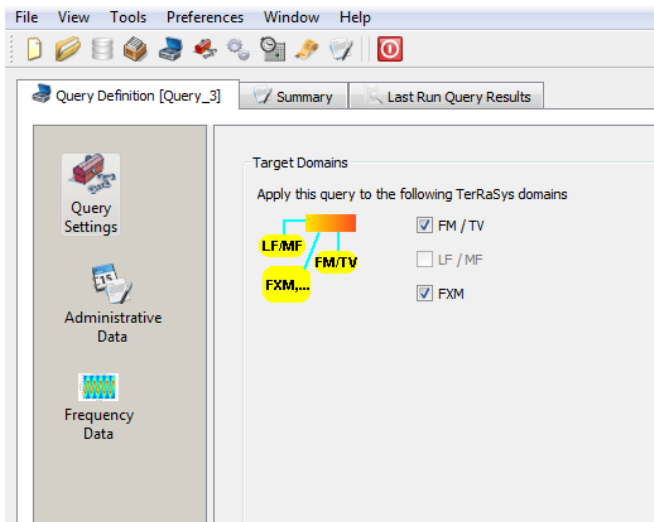 File View Tools Preferences Window Help
Query Definition [Query_3] Summary Last Run Query Results
Query
Settings
Administrative
Data
Frequency
Data
Target Domains
Apply this query to the following TerRaSys domains
LF/MF
FM/TV
FXM,...
FM / TV
LF / MF
FXM